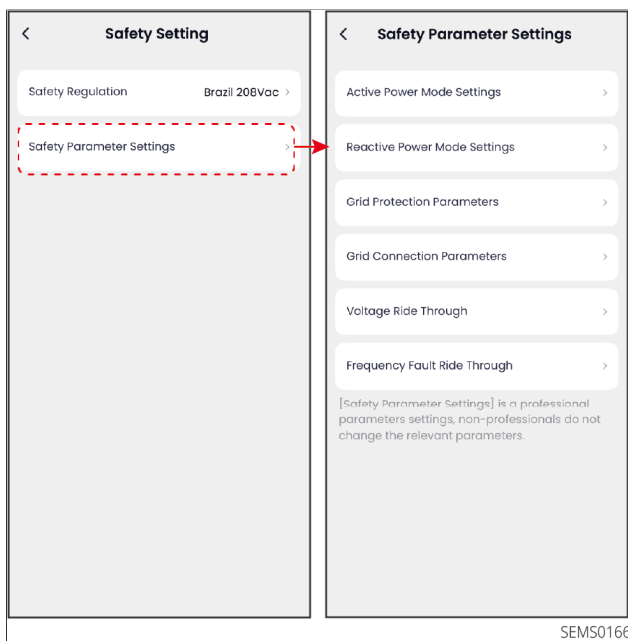 Safety Setting
Safety Regulation Brazil 208Vac
Safety Parameter Settings
Safety Parameter Settings
Active Power Mode Settings
Reactive Power Mode Settings
Grid Protection Parameters
Grid Connection Parameters
Voltage Ride Through
Frequency Fault Ride Through
[Safety Parameter Settings] is a professional
parameters settings, non-professionals do not
change the relevant parameters.
SEMS0166